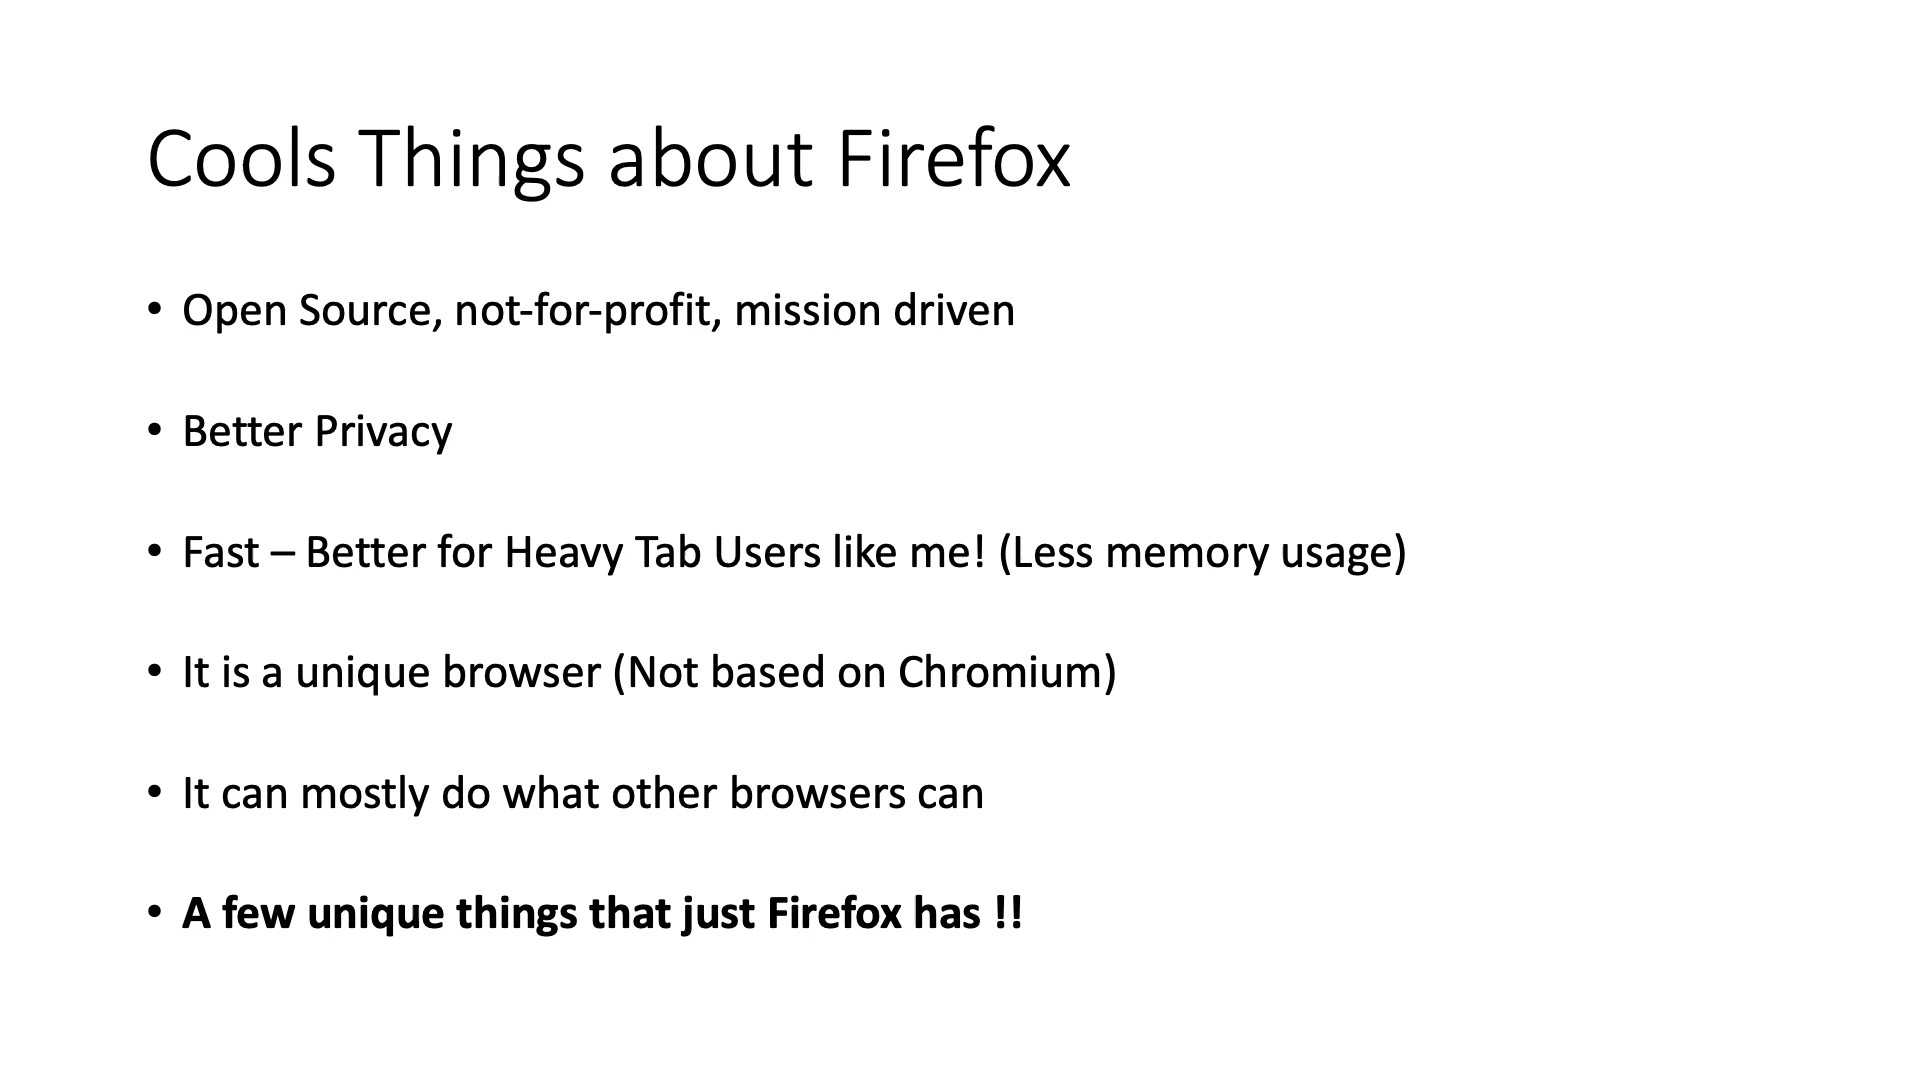 Cools Things about Firefox
• Open Source, not-for-profit, mission driven
• Better Privacy
• Fast – Better for Heavy Tab Users like me! (Less memory usage)
• It is a unique browser (Not based on Chromium)
• It can mostly do what other browsers can
• A few unique things that just Firefox has !!